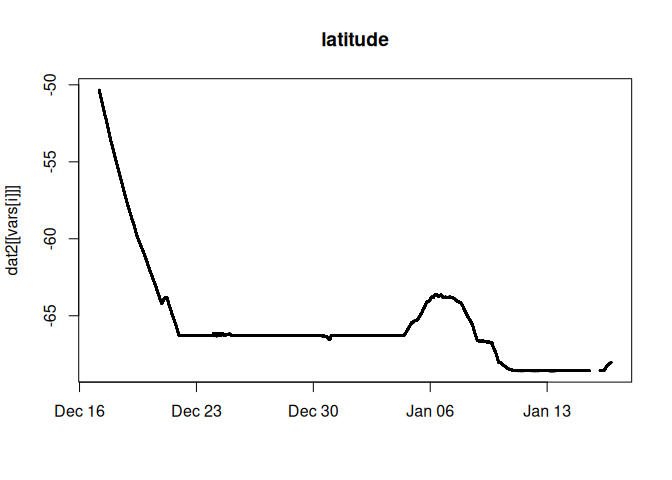 latitude
dat2[[vars[i]]]
-50
-55
-60
-65
Dec 16
Dec 23
Dec 30
Jan 06
Jan 13